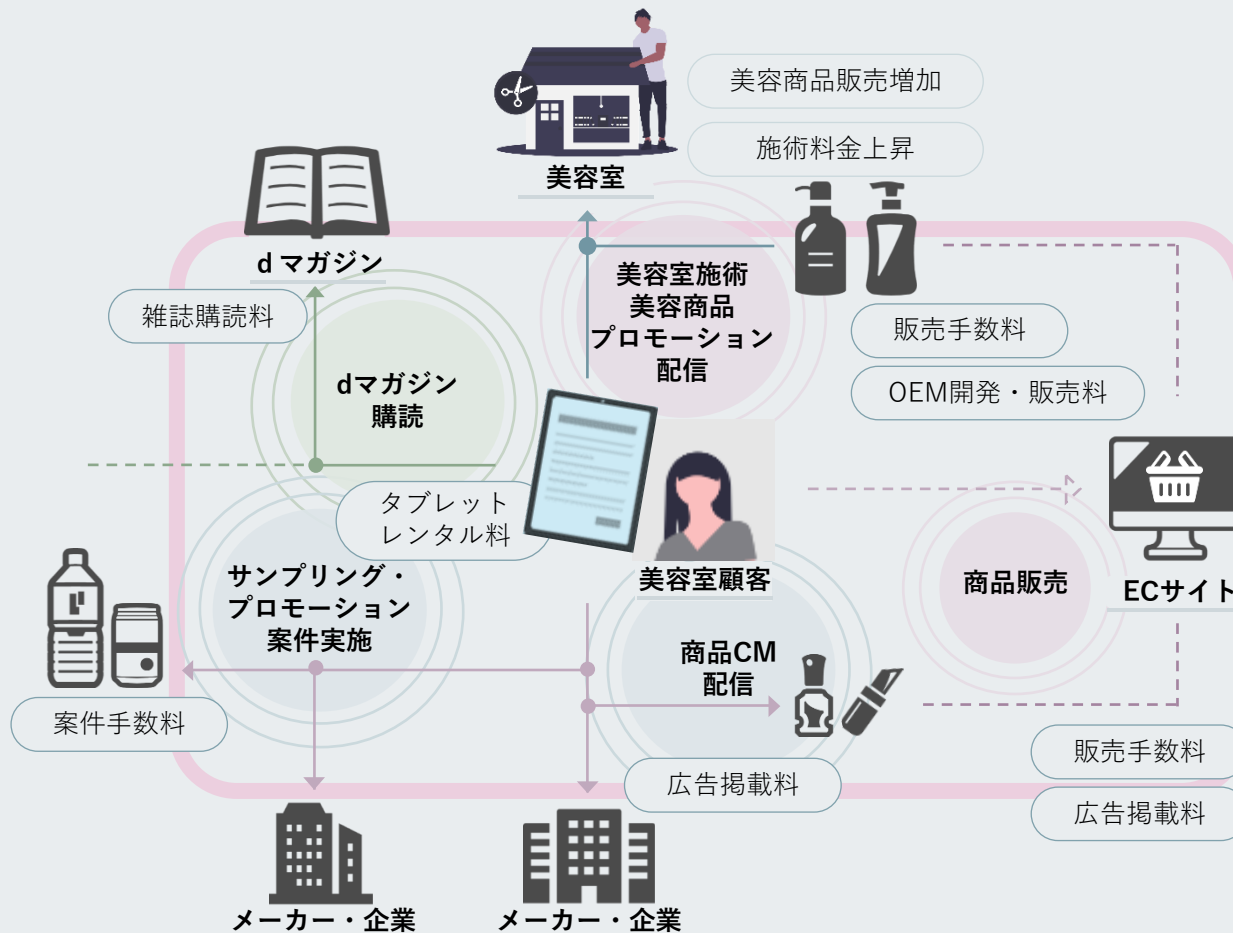 美容商品販売増加
施術料金上昇
美容室
dマガジン
雑誌購読料
美容室施術
美容商品
プロモーション
配信
販売手数料
OEM開発・販売料
dマガジン
購読
タブレット
レンタル料
美容室顧客
サンプリング・
プロモーション
案件実施
商品販売
ECサイト
商品CM
配信
案件手数料
広告掲載料
販売手数料
広告掲載料
メーカー・企業
メーカー・企業